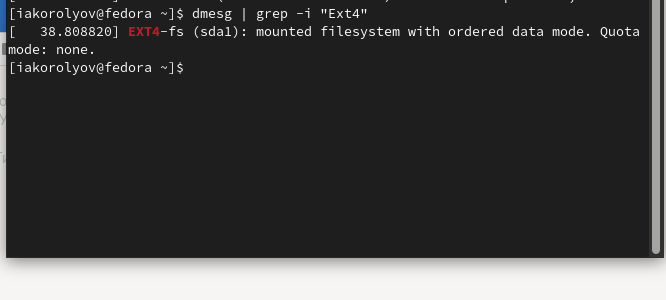 [iakorolyov@fedora ~]$ dmesg | grep -i "Ext4"
[   38.808820] EXT4-fs (sda1): mounted filesystem with ordered data mode. Quota
mode: none.
[iakorolyov@fedora ~]$